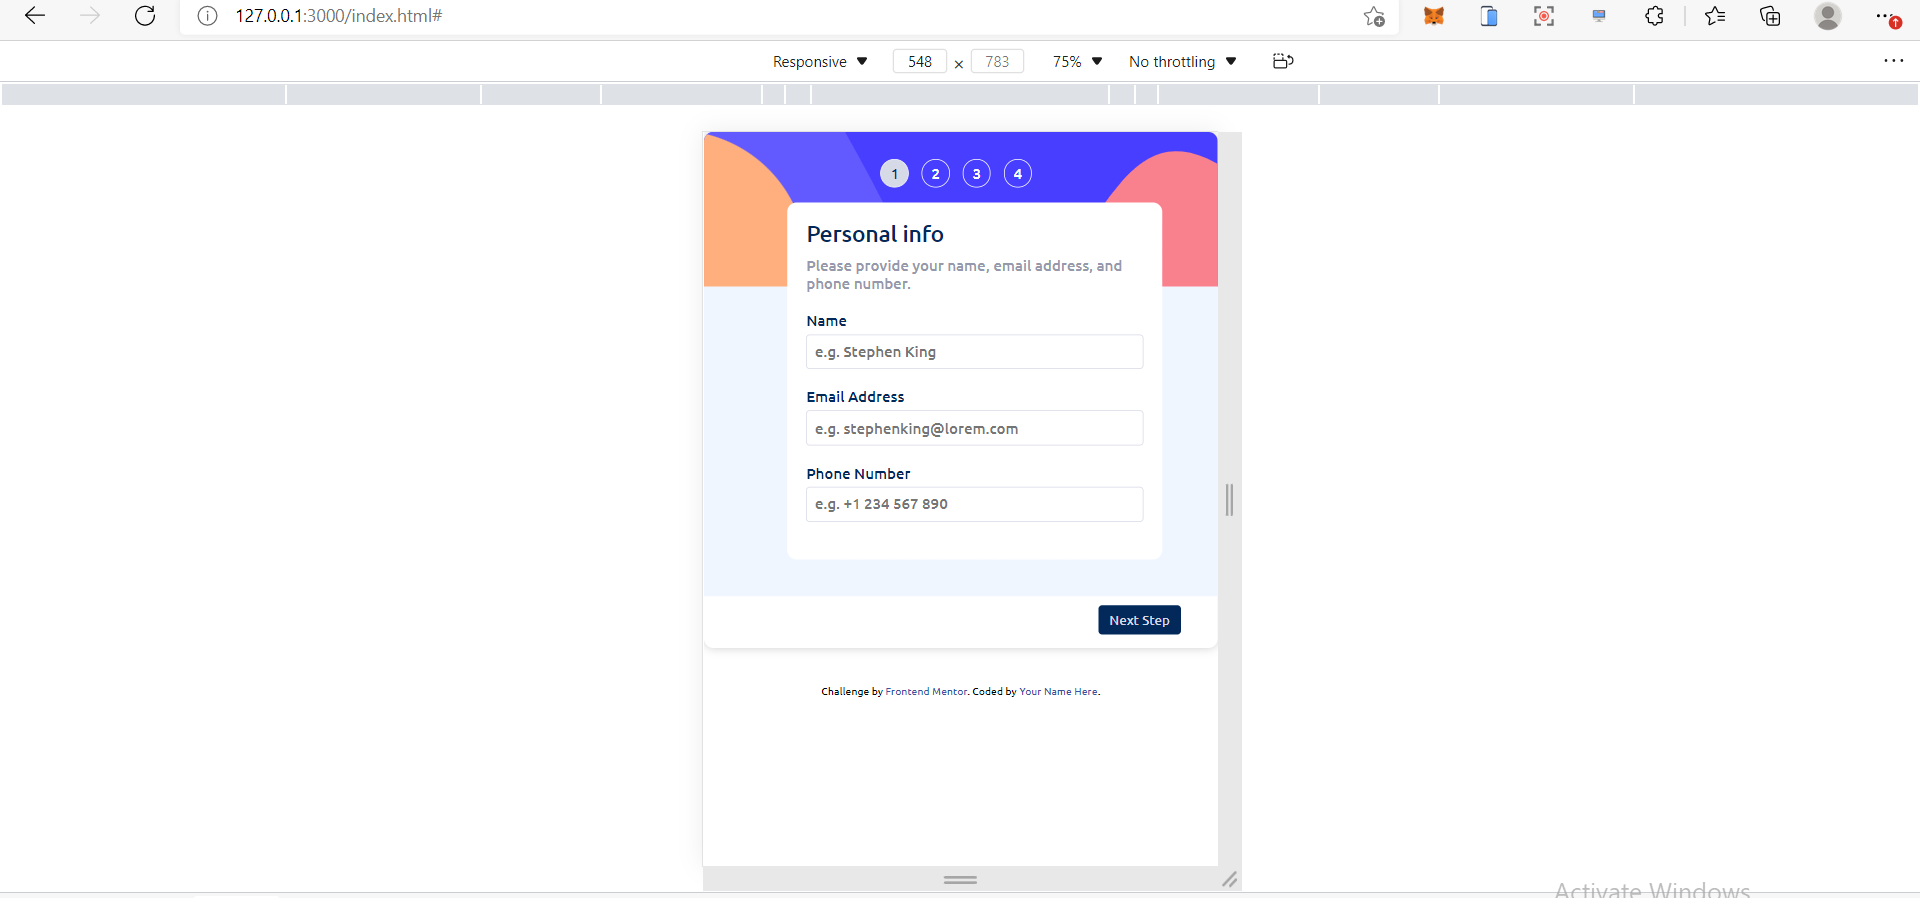 127.0.0.1:3000/index.html#
Responsive 548 × 783 75% No throttling
1 2 3 4
Personal info
Please provide your name, email address, and
phone number.
Name
e.g. Stephen King
Email Address
e.g. stephenking@lorem.com
Phone Number
e.g. +1 234 567 890
Next Step
Challenge by Frontend Mentor. Coded by Your Name Here.
Activate Windows